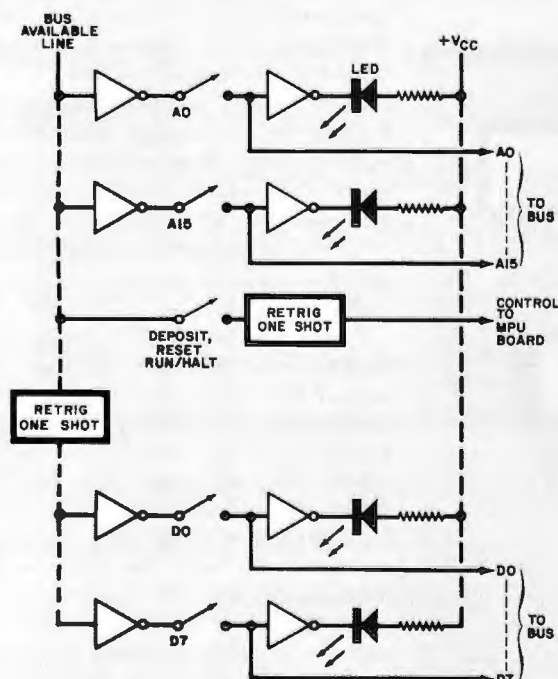 BUS
AVAILABLE
LINE
+VCC
LED
A0
A0
A15
TO
BUS
A15
DEPOSIT,
RESET
RUN/HALT
RETRIG
ONE SHOT
CONTROL
TO
MPU
BOARD
RETRIG
ONE SHOT
D0
D0
D7
TO
BUS
D7